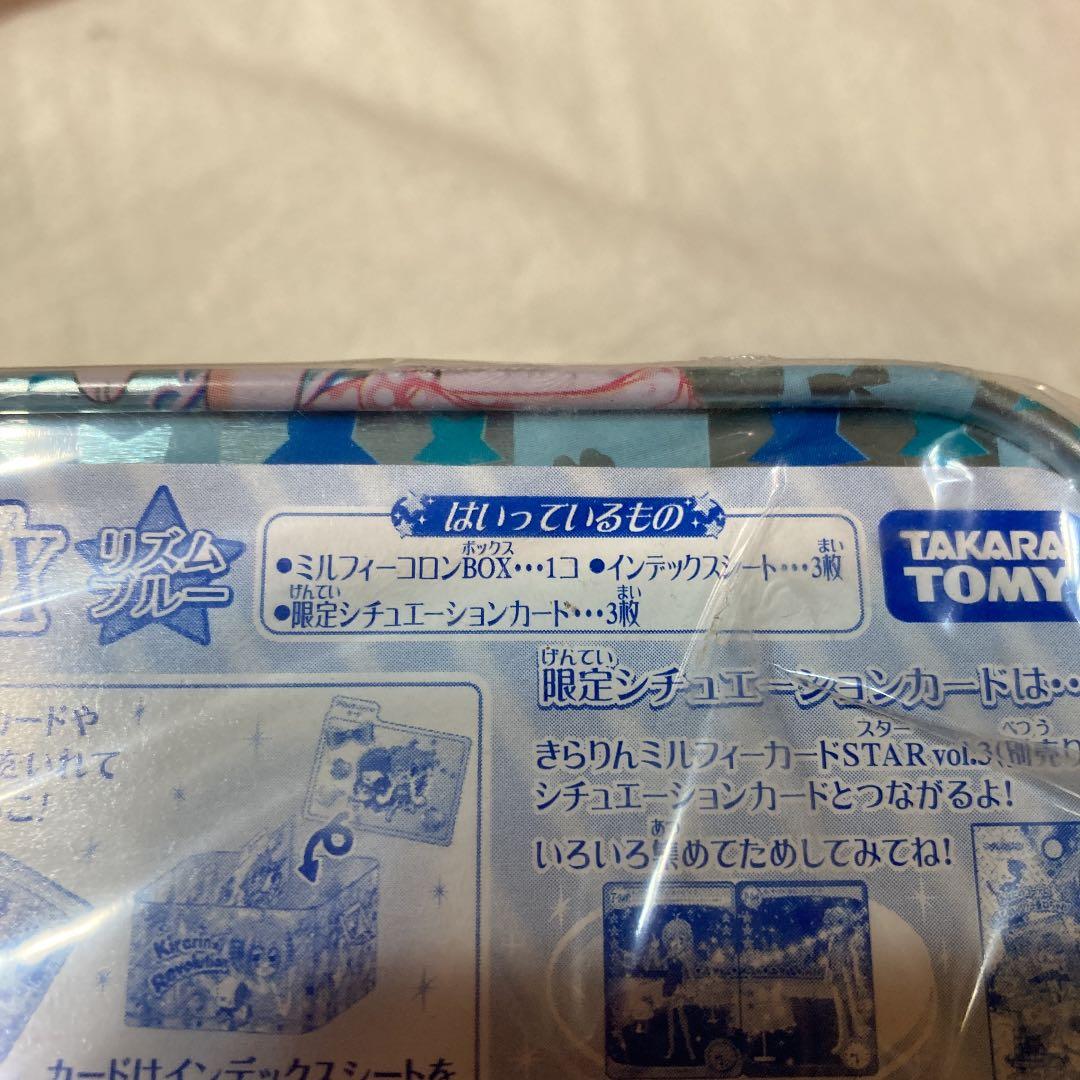 リズム
ブルー
はいっているもの
•ミルフィーコロンBOX…1コ •インデックスシート…3枚
ボックス
まい
•限定シチュエーションカード…3枚
げんてい
まい
TAKARA
TOMY
限定シチュエーションカードは‥
げんてい
きらりんミルフィーカードSTAR vol.3(別売り
スター
べつう
シチュエーションカードとつながるよ!
いろいろ集めてためしてみてね!
あつ
カードや
をいれて
こ!
Kirarin
Revolution
カードはインデックスシートを